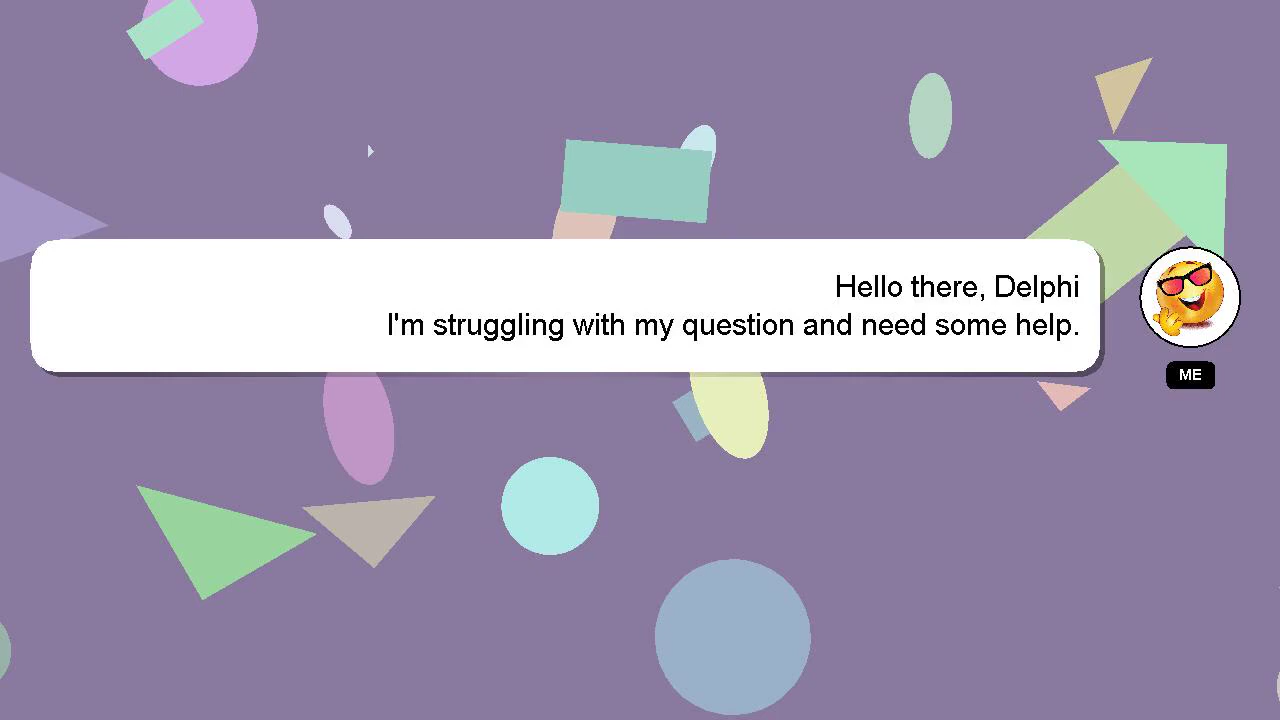 Hello there, Delphi
I'm struggling with my question and need some help.
ME